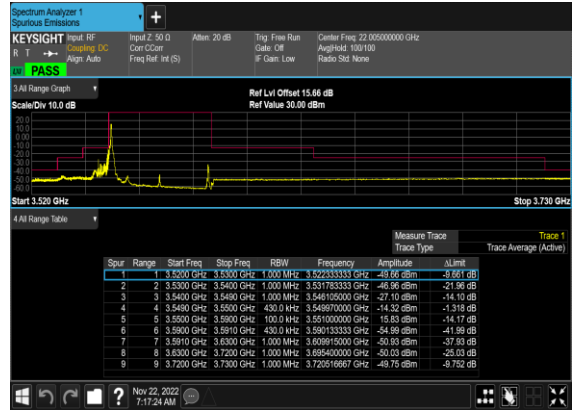 Spectrum Analyzer 1
Spurious Emissions
KEYSIGHT Input: RF Input Z: 50 Ω Atten: 20 dB Trig: Free Run Center Freq: 22.005000000 GHz
R T Coupling: DC Corr CCorr Gate: Off Avg|Hold: 100/100
Align: Auto Freq Ref: Int (S) IF Gain: Low Radio Std: None
PASS
3 All Range Graph
Ref Lvl Offset 15.66 dB
Scale/Div 10.0 dB Ref Value 30.00 dBm
20.0
10.0
0.00
-10.0
-20.0
-30.0
-40.0
-50.0
-60.0
Start 3.520 GHz Stop 3.730 GHz
4 All Range Table
Measure Trace Trace 1
Trace Type Trace Average (Active)
Spur Range Start Freq Stop Freq RBW Frequency Amplitude ΔLimit
1 1 3.5200 GHz 3.5300 GHz 1.000 MHz 3.522333333 GHz -49.66 dBm -9.661 dB
2 2 3.5300 GHz 3.5400 GHz 1.000 MHz 3.531783333 GHz -46.96 dBm -21.96 dB
3 3 3.5400 GHz 3.5490 GHz 1.000 MHz 3.546105000 GHz -27.10 dBm -14.10 dB
4 4 3.5490 GHz 3.5500 GHz 430.0 kHz 3.549970000 GHz -14.32 dBm -1.318 dB
5 5 3.5500 GHz 3.5900 GHz 100.0 kHz 3.551000000 GHz 15.83 dBm -14.17 dB
6 6 3.5900 GHz 3.5910 GHz 430.0 kHz 3.590133333 GHz -54.99 dBm -41.99 dB
7 7 3.5910 GHz 3.6300 GHz 1.000 MHz 3.609915000 GHz -50.93 dBm -37.93 dB
8 8 3.6300 GHz 3.7200 GHz 1.000 MHz 3.695400000 GHz -50.03 dBm -25.03 dB
9 9 3.7200 GHz 3.7300 GHz 1.000 MHz 3.720516667 GHz -49.75 dBm -9.752 dB
? Nov 22, 2022
7:17:24 AM